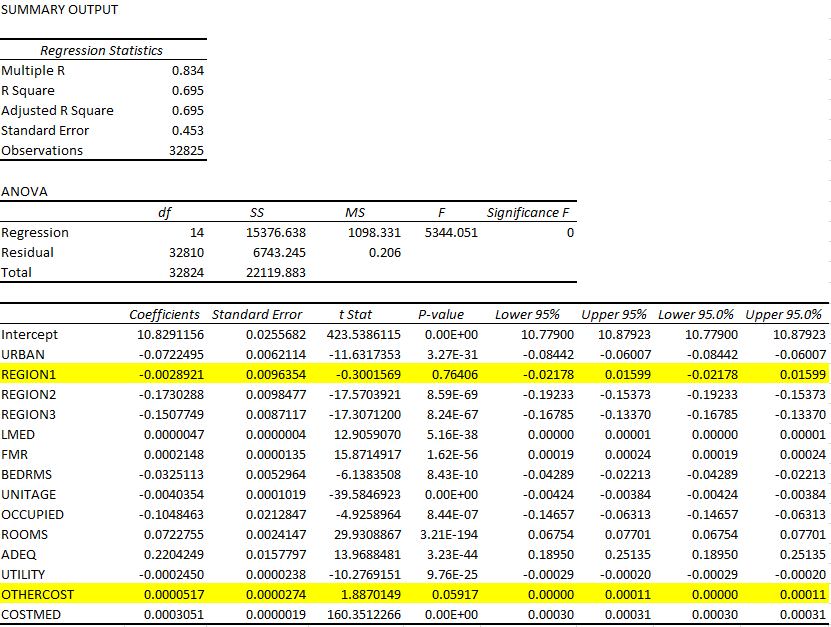 SUMMARY OUTPUT
Regression Statistics
Multiple R 0.834
R Square 0.695
Adjusted R Square 0.695
Standard Error 0.453
Observations 32825
ANOVA
df SS MS F Significance F
Regression 14 15376.638 1098.331 5344.051 0
Residual 32810 6743.245 0.206
Total 32824 22119.883
Coefficients Standard Error t Stat P-value Lower 95% Upper 95% Lower 95.0% Upper 95.0%
Intercept 10.8291156 0.0255682 423.5386115 0.00E+00 10.77900 10.87923 10.77900 10.87923
URBAN -0.0722495 0.0062114 -11.6317353 3.27E-31 -0.08442 -0.06007 -0.08442 -0.06007
REGION1 -0.0028921 0.0096354 -0.3001569 0.76406 -0.02178 0.01599 -0.02178 0.01599
REGION2 -0.1730288 0.0098477 -17.5703921 8.59E-69 -0.19233 -0.15373 -0.19233 -0.15373
REGION3 -0.1507749 0.0087117 -17.3071200 8.24E-67 -0.16785 -0.13370 -0.16785 -0.13370
LMED 0.0000047 0.0000004 12.9059070 5.16E-38 0.00000 0.00001 0.00000 0.00001
FMR 0.0002148 0.0000135 15.8714917 1.62E-56 0.00019 0.00024 0.00019 0.00024
BEDRMS -0.0325113 0.0052964 -6.1383508 8.43E-10 -0.04289 -0.02213 -0.04289 -0.02213
UNITAGE -0.0040354 0.0001019 -39.5846923 0.00E+00 -0.00424 -0.00384 -0.00424 -0.00384
OCCUPIED -0.1048463 0.0212847 -4.9258964 8.44E-07 -0.14657 -0.06313 -0.14657 -0.06313
ROOMS 0.0722755 0.0024147 29.9308867 3.21E-194 0.06754 0.07701 0.06754 0.07701
ADEQ 0.2204249 0.0157797 13.9688481 3.23E-44 0.18950 0.25135 0.18950 0.25135
UTILITY -0.0002450 0.0000238 -10.2769151 9.76E-25 -0.00029 -0.00020 -0.00029 -0.00020
OTHERCOST 0.0000517 0.0000274 1.8870149 0.05917 0.00000 0.00011 0.00000 0.00011
COSTMED 0.0003051 0.0000019 160.3512266 0.00E+00 0.00030 0.00031 0.00030 0.00031